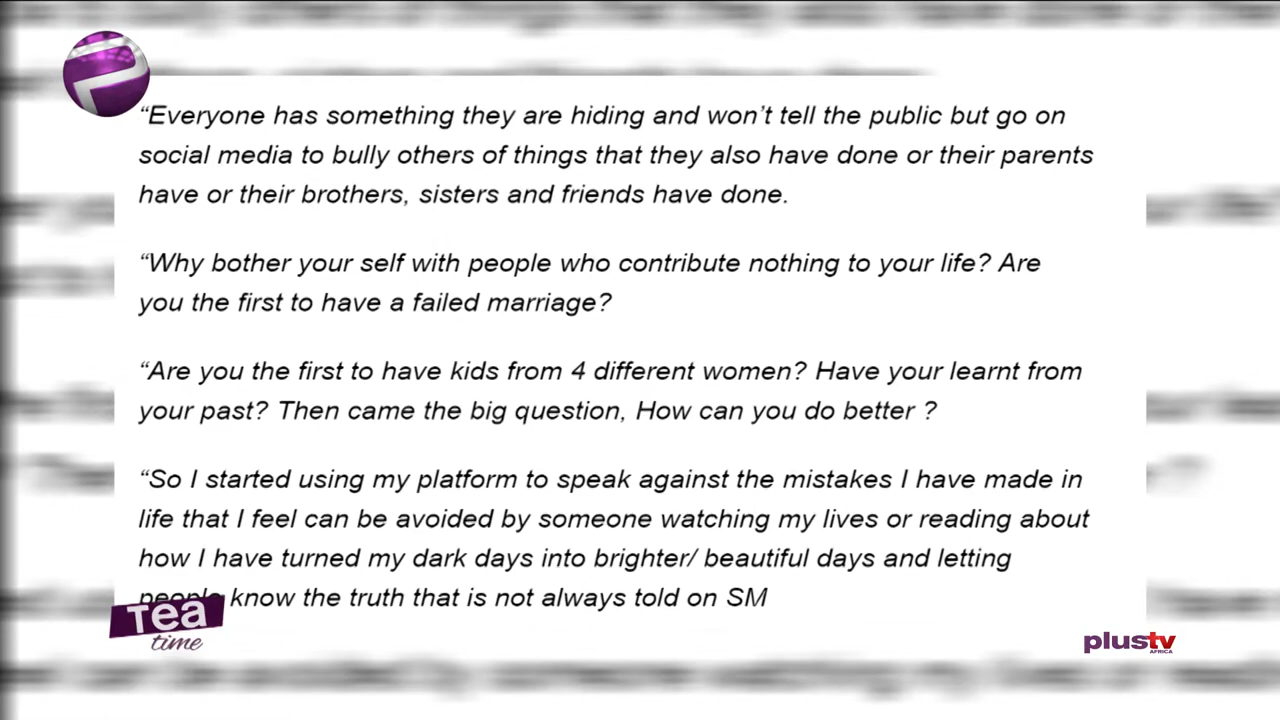 “Everyone has something they are hiding and won’t tell the public but go on
social media to bully others of things that they also have done or their parents
have or their brothers, sisters and friends have done.
“Why bother your self with people who contribute nothing to your life? Are
you the first to have a failed marriage?
“Are you the first to have kids from 4 different women? Have your learnt from
your past? Then came the big question, How can you do better ?
“So I started using my platform to speak against the mistakes I have made in
life that I feel can be avoided by someone watching my lives or reading about
how I have turned my dark days into brighter/ beautiful days and letting
people know the truth that is not always told on SM
Tea
time
plustv
AFRICA